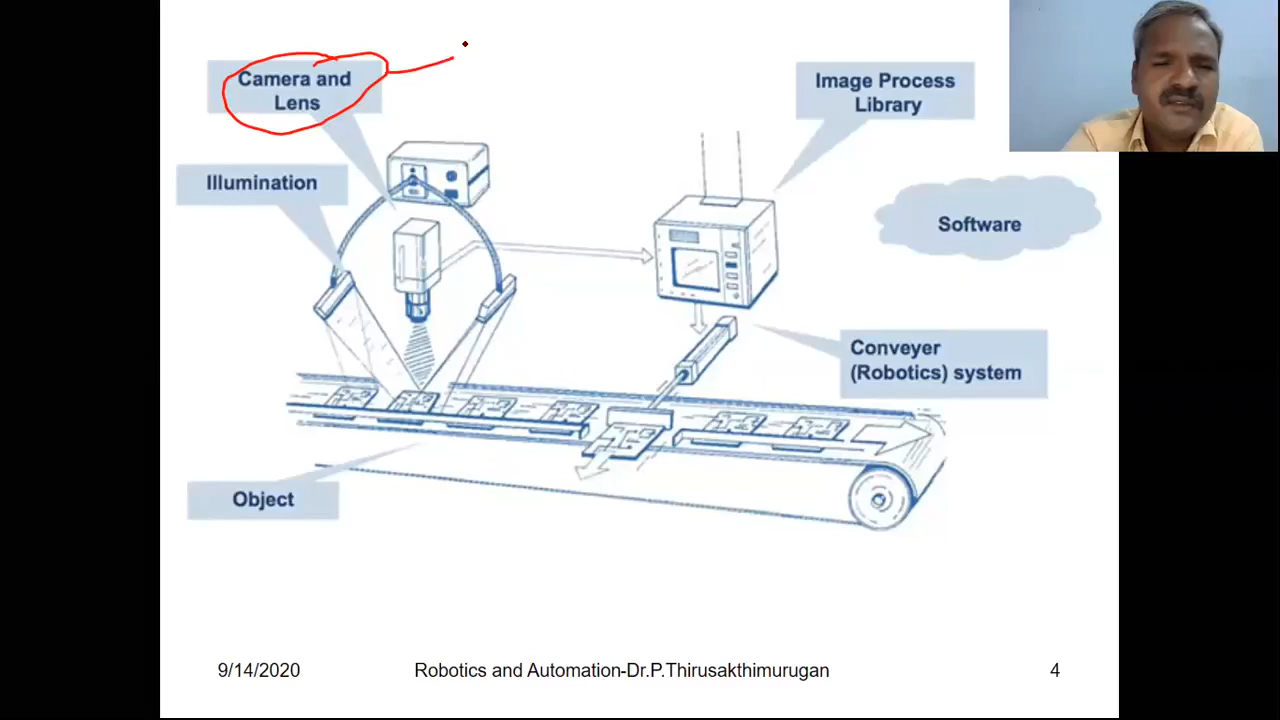 Camera and
Lens
Image Process
Library
Illumination
Software
Conveyer
(Robotics) system
Object
9/14/2020
Robotics and Automation-Dr.P.Thirusakthimurugan
4